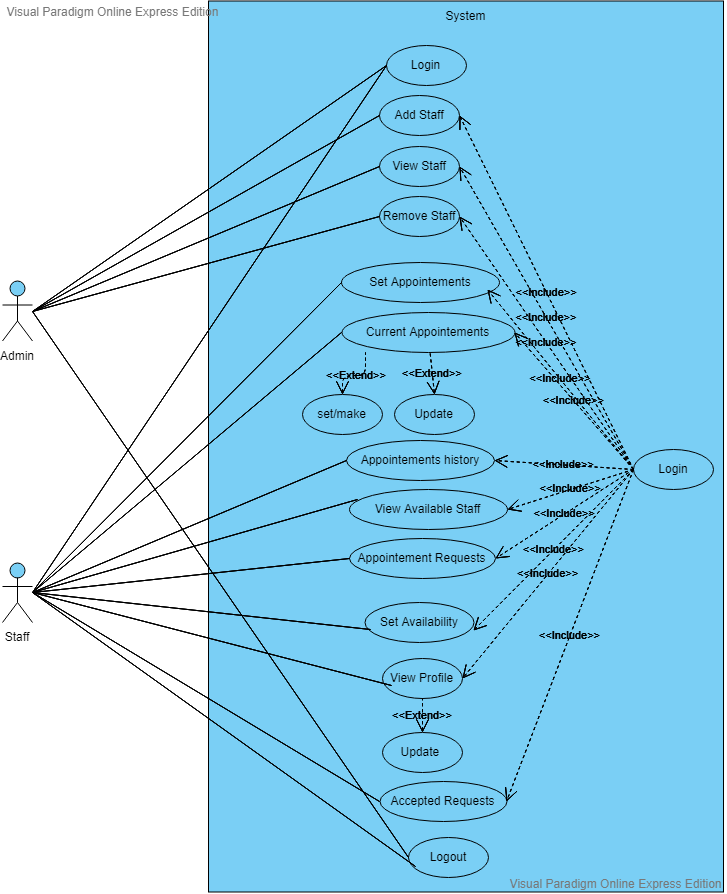 Visual Paradigm Online Express Edition
System
Login
Add Staff
View Staff
Remove Staff
Set Appointements
<<Include>>
<<Include>>
Current Appointements
<<Include>>
<<Extend>>
<<Extend>>
<<Include>>
<<Include>>
set/make
Update
Admin
Appointements history
<<Include>>
Login
<<Include>>
View Available Staff
<<Include>>
Appointement Requests
<<Include>>
<<Include>>
Set Availability
Staff
<<Include>>
View Profile
<<Extend>>
Update
Accepted Requests
Logout
Visual Paradigm Online Express Edition